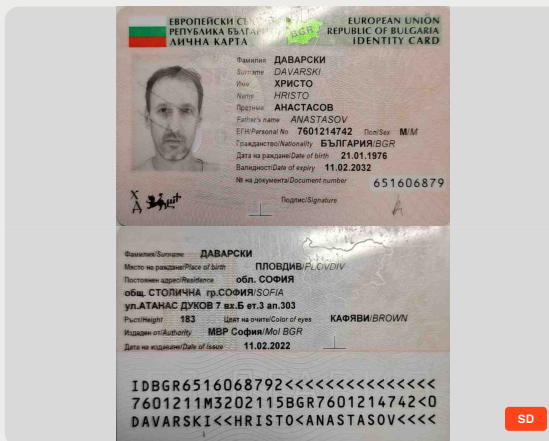 ЕВРОПЕЙСКИ СЪ
EUROPEAN UNION
РЕПУБЛИКА БЪЛГАР
BGR
REPUBLIC OF BULGARIA
ЛИЧНА КАРТА
IDENTITY CARD
Фамилия ДАВАРСКИ
Surname DAVARSKI
Име ХРИСТО
Name HRISTO
Презиме АНАСТАСОВ
Father's name ANASTASOV
ЕГН/Personal No 7601214742 Пол/Sex М/M
Гражданство/Nationality БЪЛГАРИЯ/BGR
Дата на раждане/Date of birth 21.01.1976
Валидност/Date of expiry 11.02.2032
№ на документа/Document number 651606879
Подпис/Signature
Х
Д
Фамилия/Surname ДАВАРСКИ
Място на раждане/Place of birth ПЛОВДИВ/PLOVDIV
Постоянен адрес/Residence обл. СОФИЯ
общ. СТОЛИЧНА гр.СОФИЯ/SOFIA
ул.АТАНАС ДУКОВ 7 вх.Б ет.3 ап.303
Ръст/Height 183 Цвят на очите/Color of eyes КАФЯВИ/BROWN
Издаден от/Authority МВР София/MoI BGR
Дата на издаване/Date of issue 11.02.2022
IDBGR6516068792<<<<<<<<<<<<<<<
7601211M3202115BGR7601214742<0
DAVARSKI<<HRISTO<ANASTASOV<<<<
SD